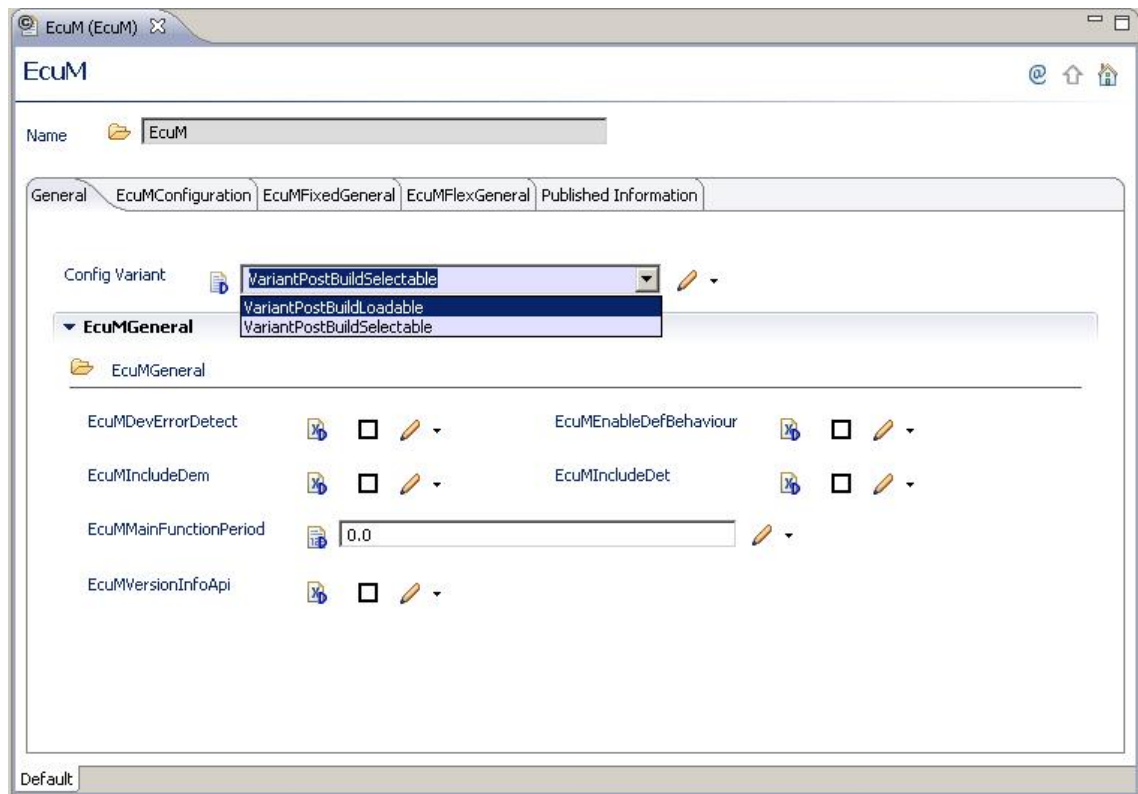 EcuM (EcuM)
EcuM
Name EcuM
General EcuMConfiguration EcuMFixedGeneral EcuMFlexGeneral Published Information
Config Variant VariantPostBuildSelectable
VariantPostBuildLoadable
VariantPostBuildSelectable
EcuMGeneral
EcuMGeneral
EcuMDevErrorDetect EcuMEnableDefBehaviour
EcuMIncludeDem EcuMIncludeDet
EcuMMainFunctionPeriod 0.0
EcuMVersionInfoApi
Default